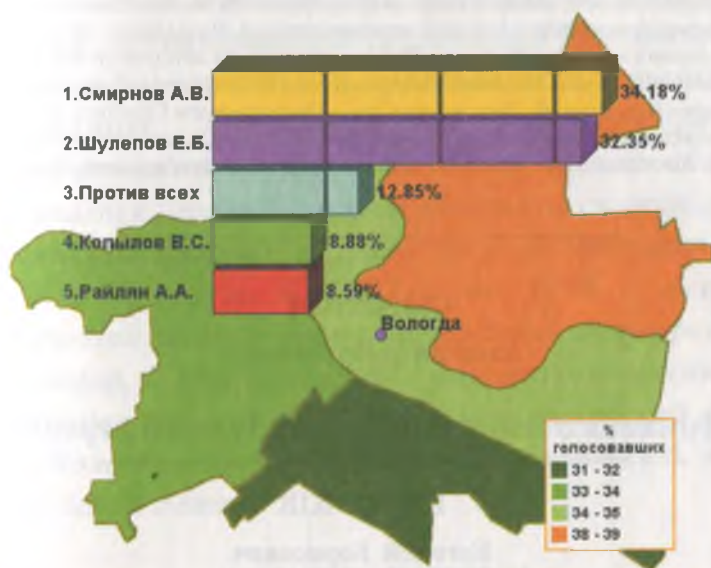 1.Смирнов А.В. 34.18%
2.Шулепов Е.Б. 32.35%
3.Против всех 12.85%
4.Копылов В.С. 8.88%
5.Райлян А.А. 8.59%
Вологда
%
голосовавших
31 - 32
33 - 34
34 - 35
38 - 39